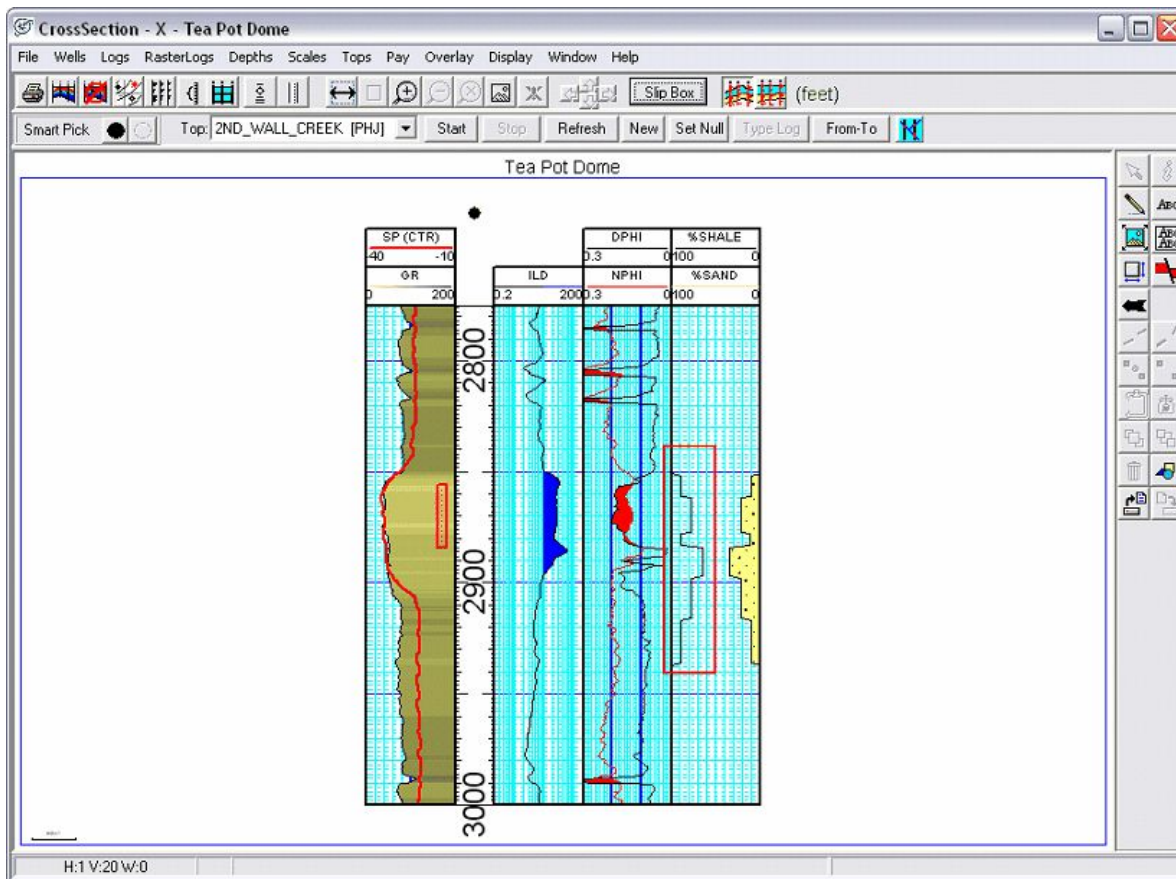 CrossSection - X - Tea Pot Dome
File Wells Logs RasterLogs Depths Scales Tops Pay Overlay Display Window Help
Slip Box (feet)
Smart Pick Top: 2ND_WALL_CREEK [PHJ] Start Stop Refresh New Set Null Type Log From-To
Tea Pot Dome
SP (CTR) DPHI %SHALE
-40 -10 0.3 0 100 0
GR ILD NPHI %SAND
0 200 0.2 2000 0.3 0 100 0
2800
2900
3000
ABC
ABC
ABC
H:1 V:20 W:0